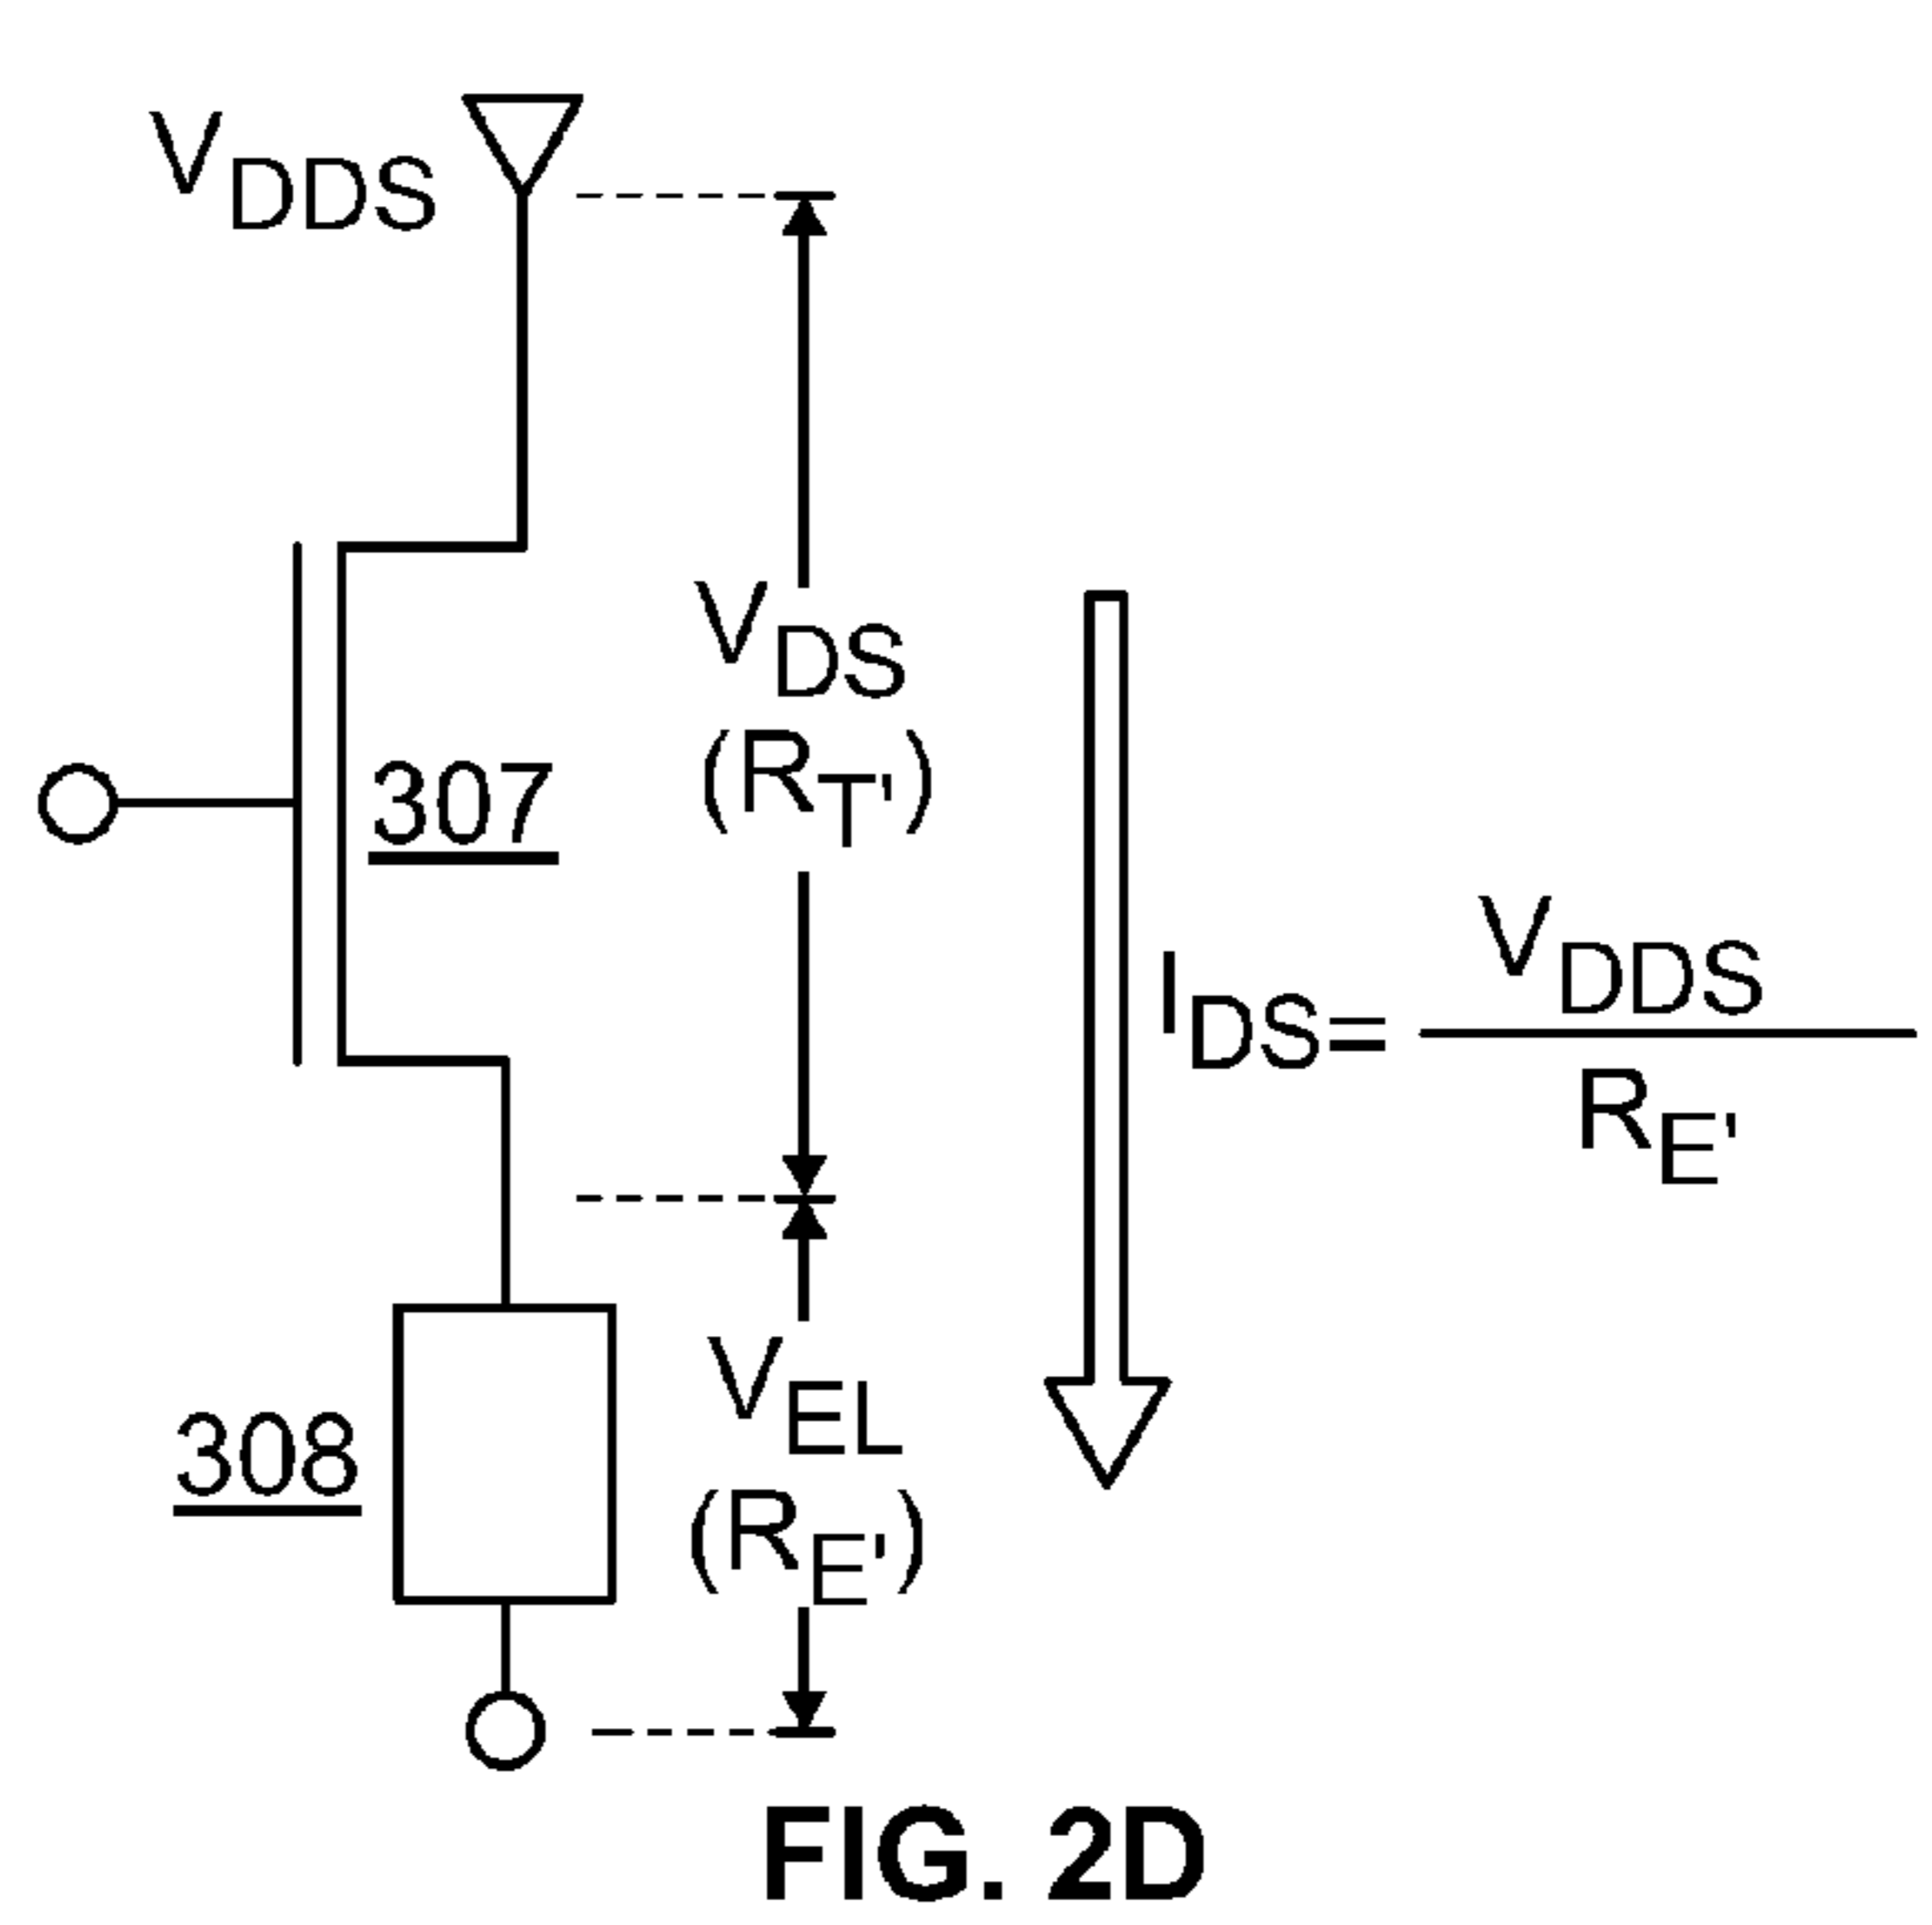 VDDS
VDS
(RT')
307
IDS= VDDS
RE'
VEL
(RE')
308
FIG. 2D